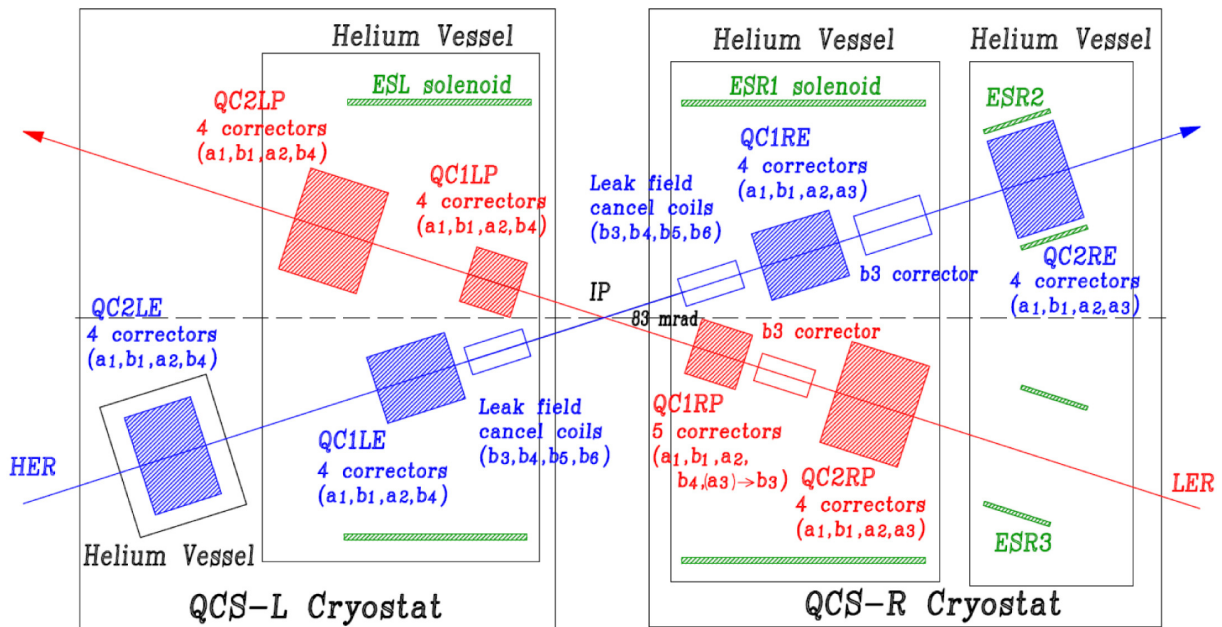 Helium Vessel
ESL solenoid
QC2LP
4 correctors
(a1,b1,a2,b4)
QC1LP
4 correctors
(a1,b1,a2,b4)
QC2LE
4 correctors
(a1,b1,a2,b4)
HER
Helium Vessel
QC1LE
4 correctors
(a1,b1,a2,b4)
Leak field
cancel coils
(b3,b4,b5,b6)
QCS-L Cryostat
IP
83 mrad
Helium Vessel
ESR1 solenoid
Leak field
cancel coils
(b3,b4,b5,b6)
QC1RE
4 correctors
(a1,b1,a2,a3)
b3 corrector
b3 corrector
QC1RP
5 correctors
(a1,b1,a2,
b4,(a3)→b3)
QC2RP
4 correctors
(a1,b1,a2,a3)
Helium Vessel
ESR2
QC2RE
4 correctors
(a1,b1,a2,a3)
LER
ESR3
QCS-R Cryostat